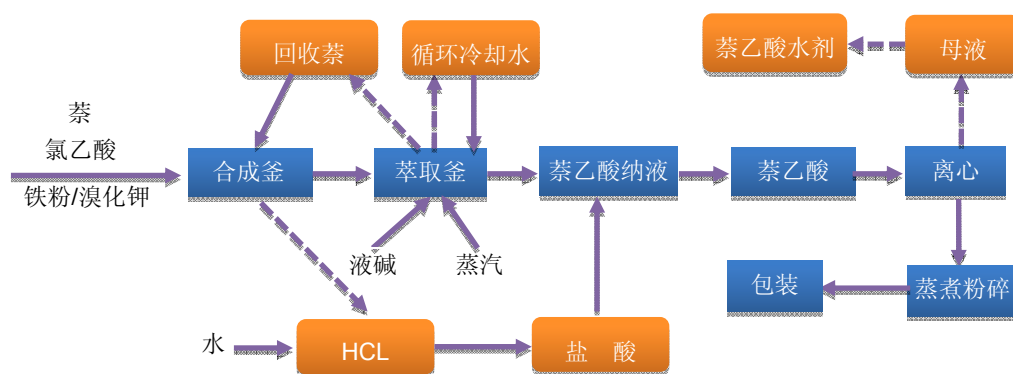 回收萘
循环冷却水
萘乙酸水剂
母液
萘
氯乙酸
铁粉/溴化钾
合成釜
萃取釜
萘乙酸纳液
萘乙酸
离心
液碱
蒸汽
包装
蒸煮粉碎
水
HCL
盐 酸